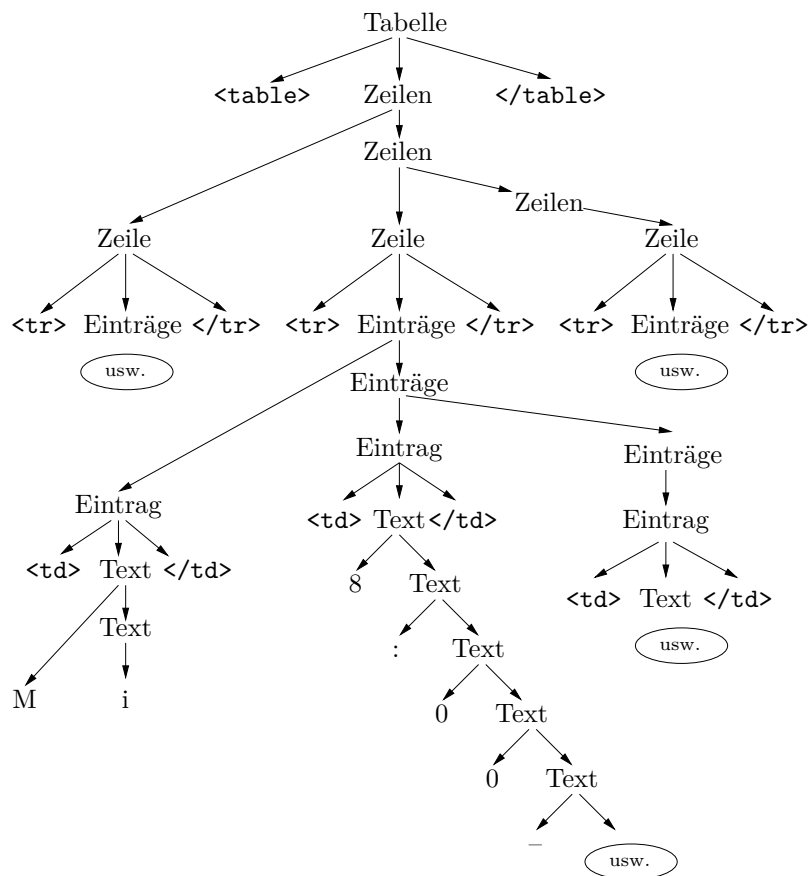 Tabelle
<table> Zeilen </table>
Zeilen
Zeilen
Zeile Zeile Zeile
<tr> Einträge </tr> <tr> Einträge </tr> <tr> Einträge </tr>
usw. usw.
Einträge
Eintrag Einträge
Eintrag Eintrag
<td> Text </td>
<td> Text </td> <td> Text </td>
8 Text
Text : Text usw.
M i 0 Text
0 Text
–
usw.